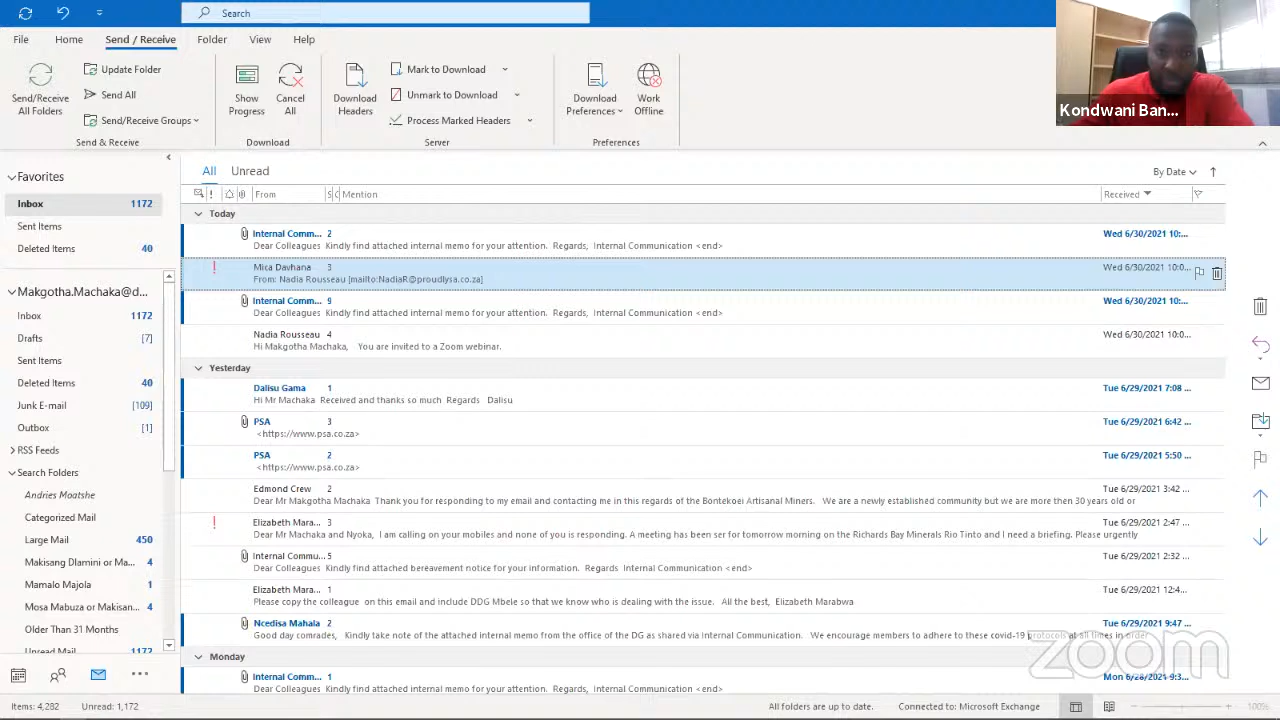 Search
File Home Send / Receive Folder View Help
Update Folder
Send All
Send/Receive Groups
Send/Receive All Folders
Send & Receive
Show Progress
Cancel All
Download
Download Headers
Mark to Download
Unmark to Download
Process Marked Headers
Server
Download Preferences
Work Offline
Preferences
Kondwani Ban...
Favorites
Inbox 1172
Sent Items
Deleted Items 40
Makgotha.Machaka@d...
Inbox 1172
Drafts [7]
Sent Items
Deleted Items 40
Junk E-mail [109]
Outbox [1]
RSS Feeds
Search Folders
Andries Moatshe
Categorized Mail
Large Mail 450
Makisang Dlamini or Ma... 4
Mamalo Majola 1
Mosa Mabuza or Makisan... 4
Older Than 31 Months
Unread Mail 1172
All Unread By Date
! From Mention Received
Today
Internal Comm... 2 Wed 6/30/2021 10:...
Dear Colleagues Kindly find attached internal memo for your attention. Regards, Internal Communication <end>
! Mica Davhana 3 Wed 6/30/2021 10:0...
From: Nadia Rousseau [mailto:NadiaR@proudlysa.co.za]
Internal Comm... 9 Wed 6/30/2021 10:...
Dear Colleagues Kindly find attached internal memo for your attention. Regards, Internal Communication <end>
Nadia Rousseau 4 Wed 6/30/2021 10:0...
Hi Makgotha Machaka, You are invited to a Zoom webinar.
Yesterday
Dalisu Gama 1 Tue 6/29/2021 7:08 ...
Hi Mr Machaka Received and thanks so much Regards Dalisu
PSA 3 Tue 6/29/2021 6:42 ...
<https://www.psa.co.za>
PSA 2 Tue 6/29/2021 5:50 ...
<https://www.psa.co.za>
Edmond Crew 2 Tue 6/29/2021 3:42 ...
Dear Mr Makgotha Machaka Thank you for responding to my email and contacting me in this regards of the Bontekoei Artisanal Miners. We are a newly established community but we are more then 30 years old or
! Elizabeth Mara... 3 Tue 6/29/2021 2:47 ...
Dear Mr Machaka and Nyoka, I am calling on your mobiles and none of you is responding. A meeting has been ser for tomorrow morning on the Richards Bay Minerals Rio Tinto and I need a briefing. Please urgently
Internal Commu... 5 Tue 6/29/2021 2:32 ...
Dear Colleagues Kindly find attached bereavement notice for your information. Regards Internal Communication <end>
Elizabeth Mara... 1 Tue 6/29/2021 12:4...
Please copy the colleague on this email and include DDG Mbele so that we know who is dealing with the issue. All the best, Elizabeth Marabwa
Ncedisa Mahala 2 Tue 6/29/2021 9:47 ...
Good day comrades, Kindly take note of the attached internal memo from the office of the DG as shared via Internal Communication. We encourage members to adhere to these covid-19 protocols at all times in order
Monday
Internal Comm... 1 Mon 6/28/2021 9:3...
Dear Colleagues Kindly find attached internal memo for your attention. Regards, Internal Communication <end>
zoom
Items: 4,282 Unread: 1,172 All folders are up to date. Connected to: Microsoft Exchange 100%